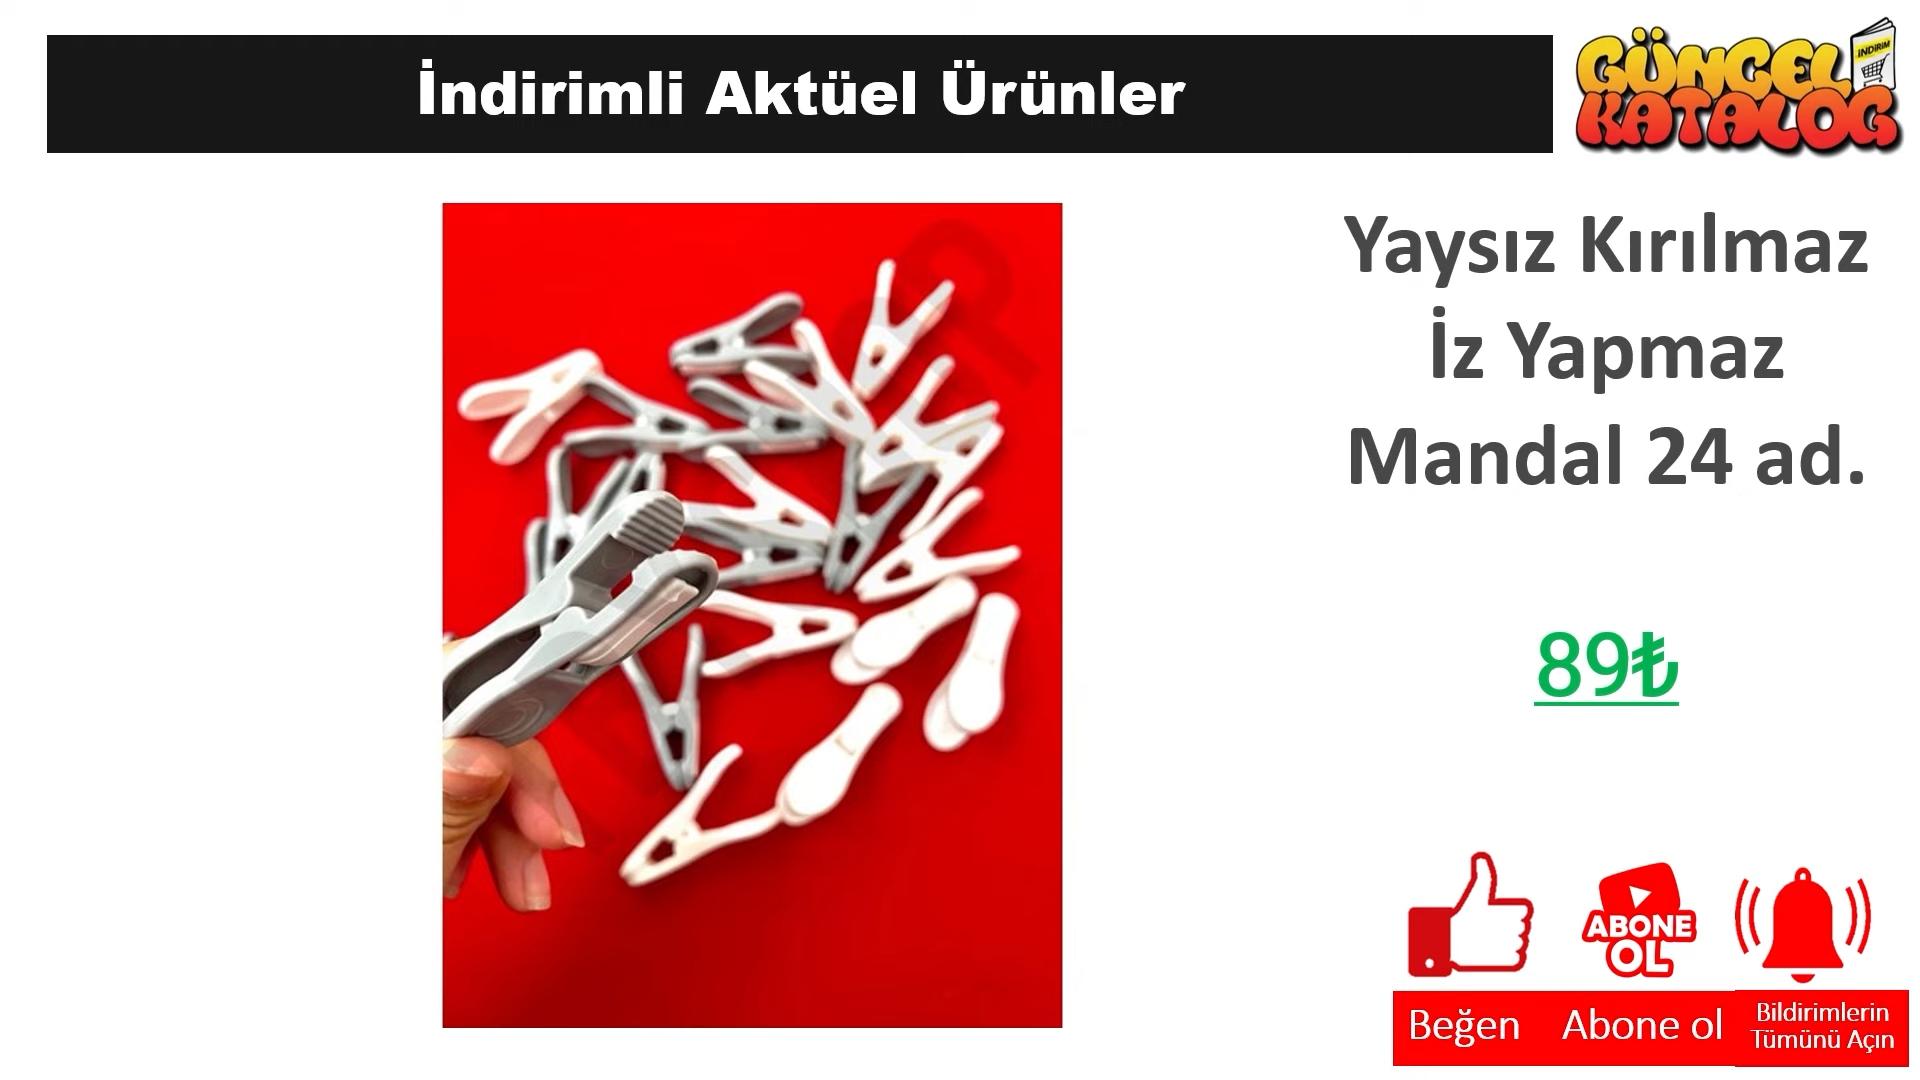 İndirimli Aktüel Ürünler
GÜNCEL
KATALOG
İNDİRİM
Yaysız Kırılmaz
İz Yapmaz
Mandal 24 ad.
89₺
ABONE
OL
Beğen
Abone ol
Bildirimlerin
Tümünü Açın